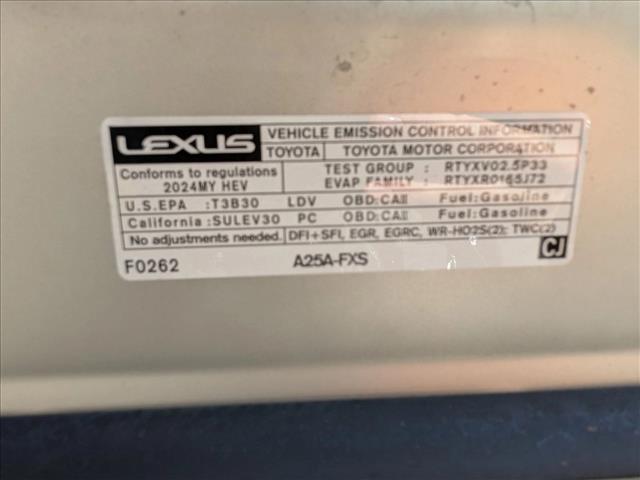 LEXUS VEHICLE EMISSION CONTROL INFORMATION
TOYOTA TOYOTA MOTOR CORPORATION
Conforms to regulations TEST GROUP : RTYXV02.5P33
2024MY HEV EVAP FAMILY : RTYXR0165J72
U.S.EPA :T3B30 LDV OBD:CAII Fuel:Gasoline
California:SULEV30 PC OBD:CAII Fuel:Gasoline
No adjustments needed. DFI+SFI, EGR, EGRC, WR-HO2S(2), TWC(2)
F0262 A25A-FXS CJ